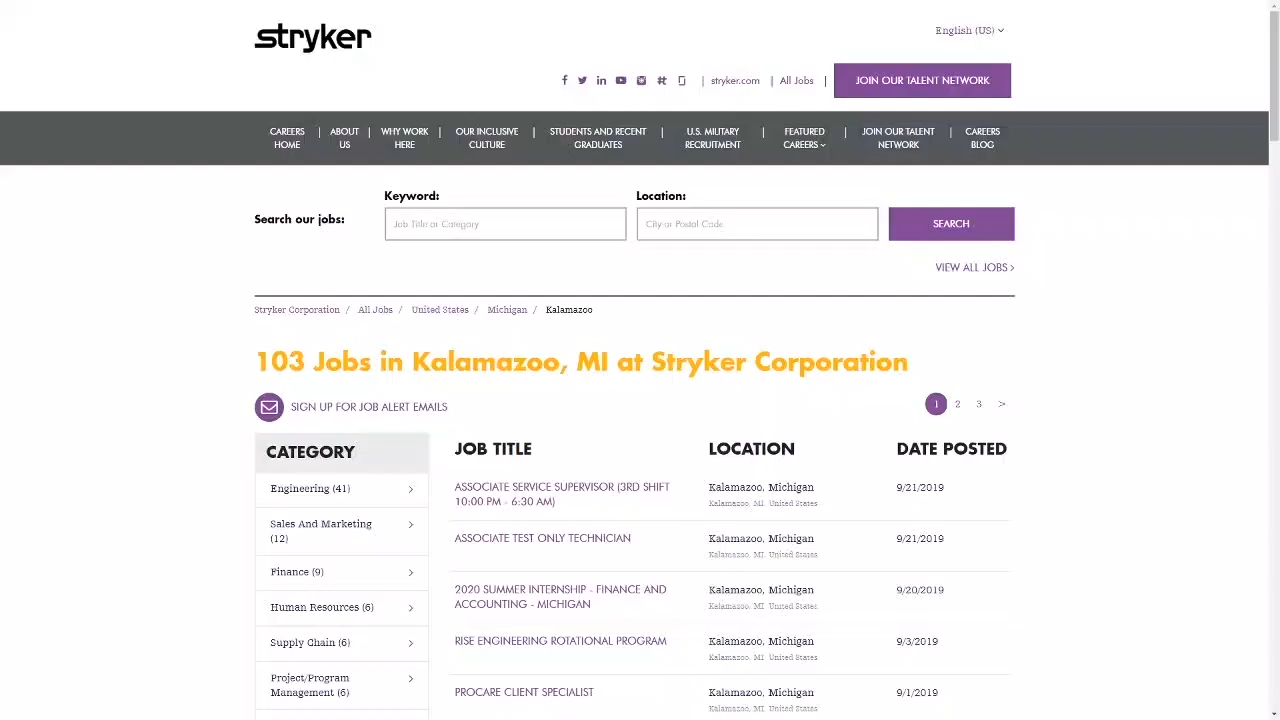 stryker
English (US)
stryker.com | All Jobs |
JOIN OUR TALENT NETWORK
CAREERS HOME | ABOUT US | WHY WORK HERE | OUR INCLUSIVE CULTURE | STUDENTS AND RECENT GRADUATES | U.S. MILITARY RECRUITMENT | FEATURED CAREERS | JOIN OUR TALENT NETWORK | CAREERS BLOG
Keyword: Location:
Search our jobs: Job Title or Category City or Postal Code SEARCH
VIEW ALL JOBS >
Stryker Corporation / All Jobs / United States / Michigan / Kalamazoo
103 Jobs in Kalamazoo, MI at Stryker Corporation
SIGN UP FOR JOB ALERT EMAILS 1 2 3 >
CATEGORY
Engineering (41)
Sales And Marketing
(12)
Finance (9)
Human Resources (6)
Supply Chain (6)
Project/Program
Management (6)
JOB TITLE LOCATION DATE POSTED
ASSOCIATE SERVICE SUPERVISOR (3RD SHIFT
10:00 PM - 6:30 AM)
Kalamazoo, Michigan
Kalamazoo, MI, United States
9/21/2019
ASSOCIATE TEST ONLY TECHNICIAN
Kalamazoo, Michigan
Kalamazoo, MI, United States
9/21/2019
2020 SUMMER INTERNSHIP - FINANCE AND
ACCOUNTING - MICHIGAN
Kalamazoo, Michigan
Kalamazoo, MI, United States
9/20/2019
RISE ENGINEERING ROTATIONAL PROGRAM
Kalamazoo, Michigan
Kalamazoo, MI, United States
9/3/2019
PROCARE CLIENT SPECIALIST
Kalamazoo, Michigan
Kalamazoo, MI, United States
9/1/2019